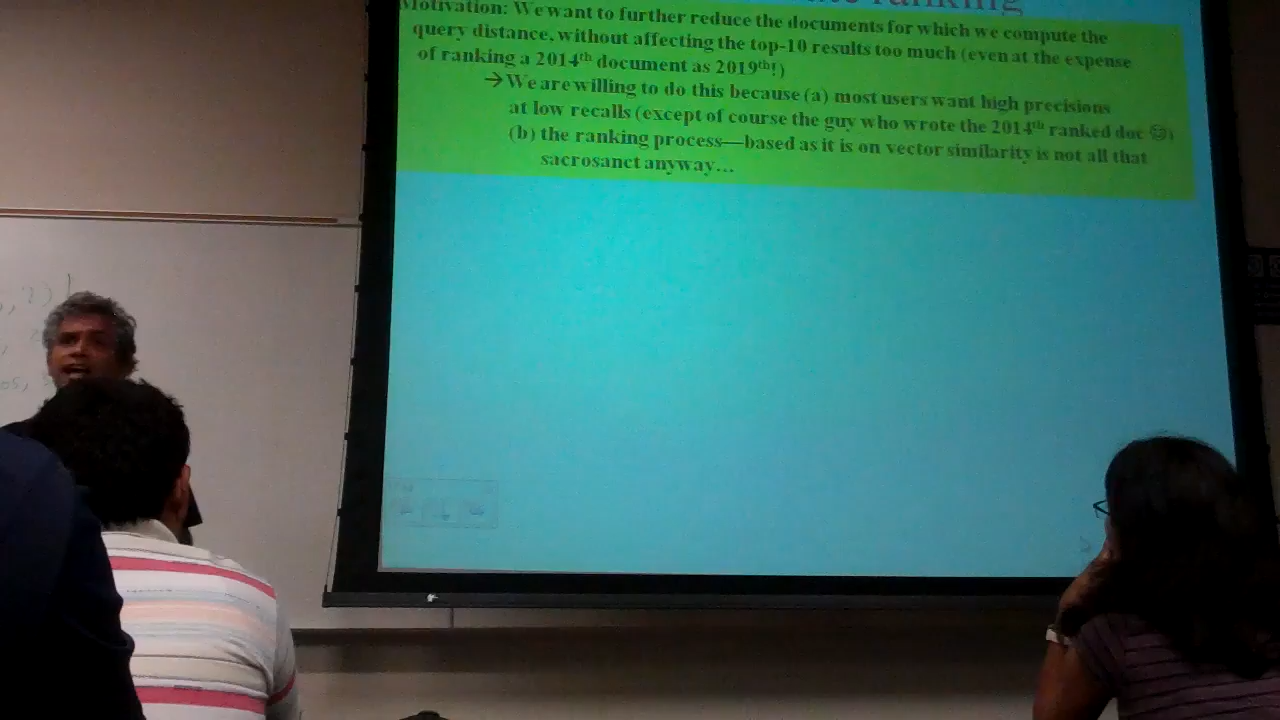 ranking
Motivation: We want to further reduce the documents for which we compute the
query distance, without affecting the top-10 results too much (even at the expense
of ranking a 2014th document as 2019th!)
→We are willing to do this because (a) most users want high precisions
at low recalls (except of course the guy who wrote the 2014th ranked doc ☺)
(b) the ranking process—based as it is on vector similarity is not all that
sacrosanct anyway...